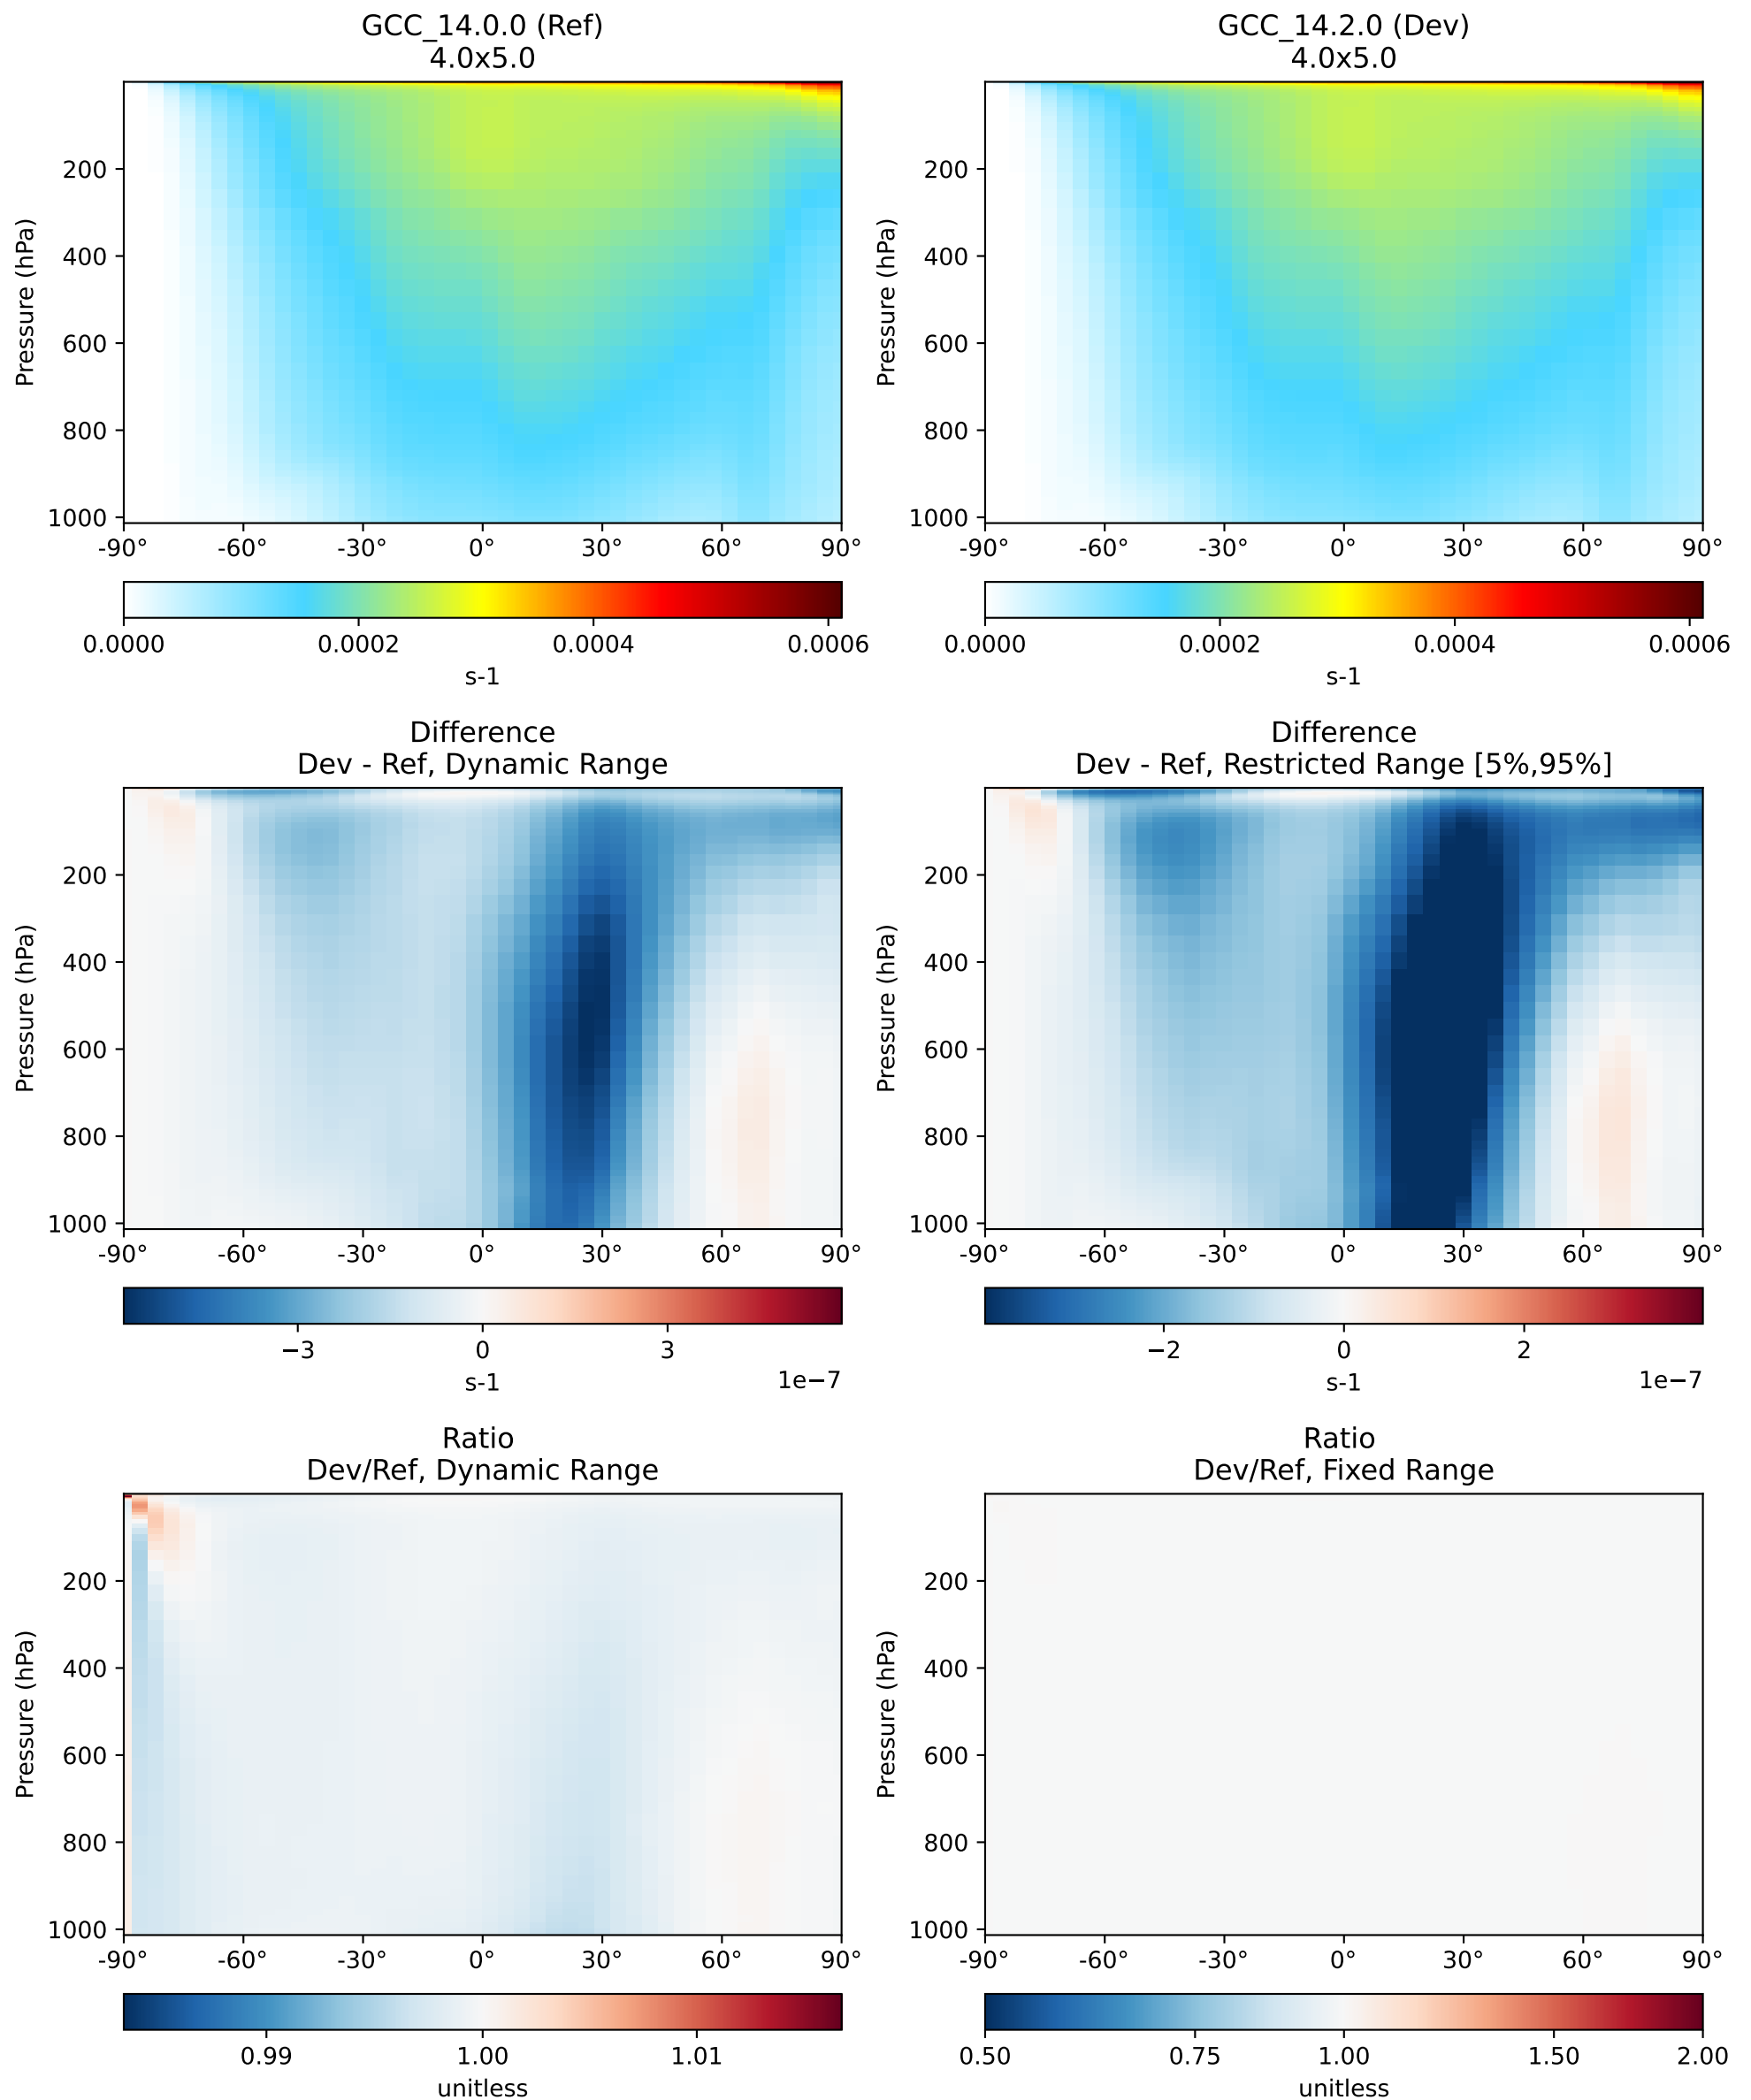 GCC_14.0.0 (Ref)
4.0x5.0
Pressure (hPa)
200
400
600
800
1000
-90° -60° -30° 0° 30° 60° 90°
0.0000 0.0002 0.0004 0.0006
s-1
GCC_14.2.0 (Dev)
4.0x5.0
Pressure (hPa)
200
400
600
800
1000
-90° -60° -30° 0° 30° 60° 90°
0.0000 0.0002 0.0004 0.0006
s-1
Difference
Dev - Ref, Dynamic Range
Pressure (hPa)
200
400
600
800
1000
-90° -60° -30° 0° 30° 60° 90°
−3 0 3
s-1 1e−7
Difference
Dev - Ref, Restricted Range [5%,95%]
Pressure (hPa)
200
400
600
800
1000
-90° -60° -30° 0° 30° 60° 90°
−2 0 2
s-1 1e−7
Ratio
Dev/Ref, Dynamic Range
Pressure (hPa)
200
400
600
800
1000
-90° -60° -30° 0° 30° 60° 90°
0.99 1.00 1.01
unitless
Ratio
Dev/Ref, Fixed Range
Pressure (hPa)
200
400
600
800
1000
-90° -60° -30° 0° 30° 60° 90°
0.50 0.75 1.00 1.50 2.00
unitless